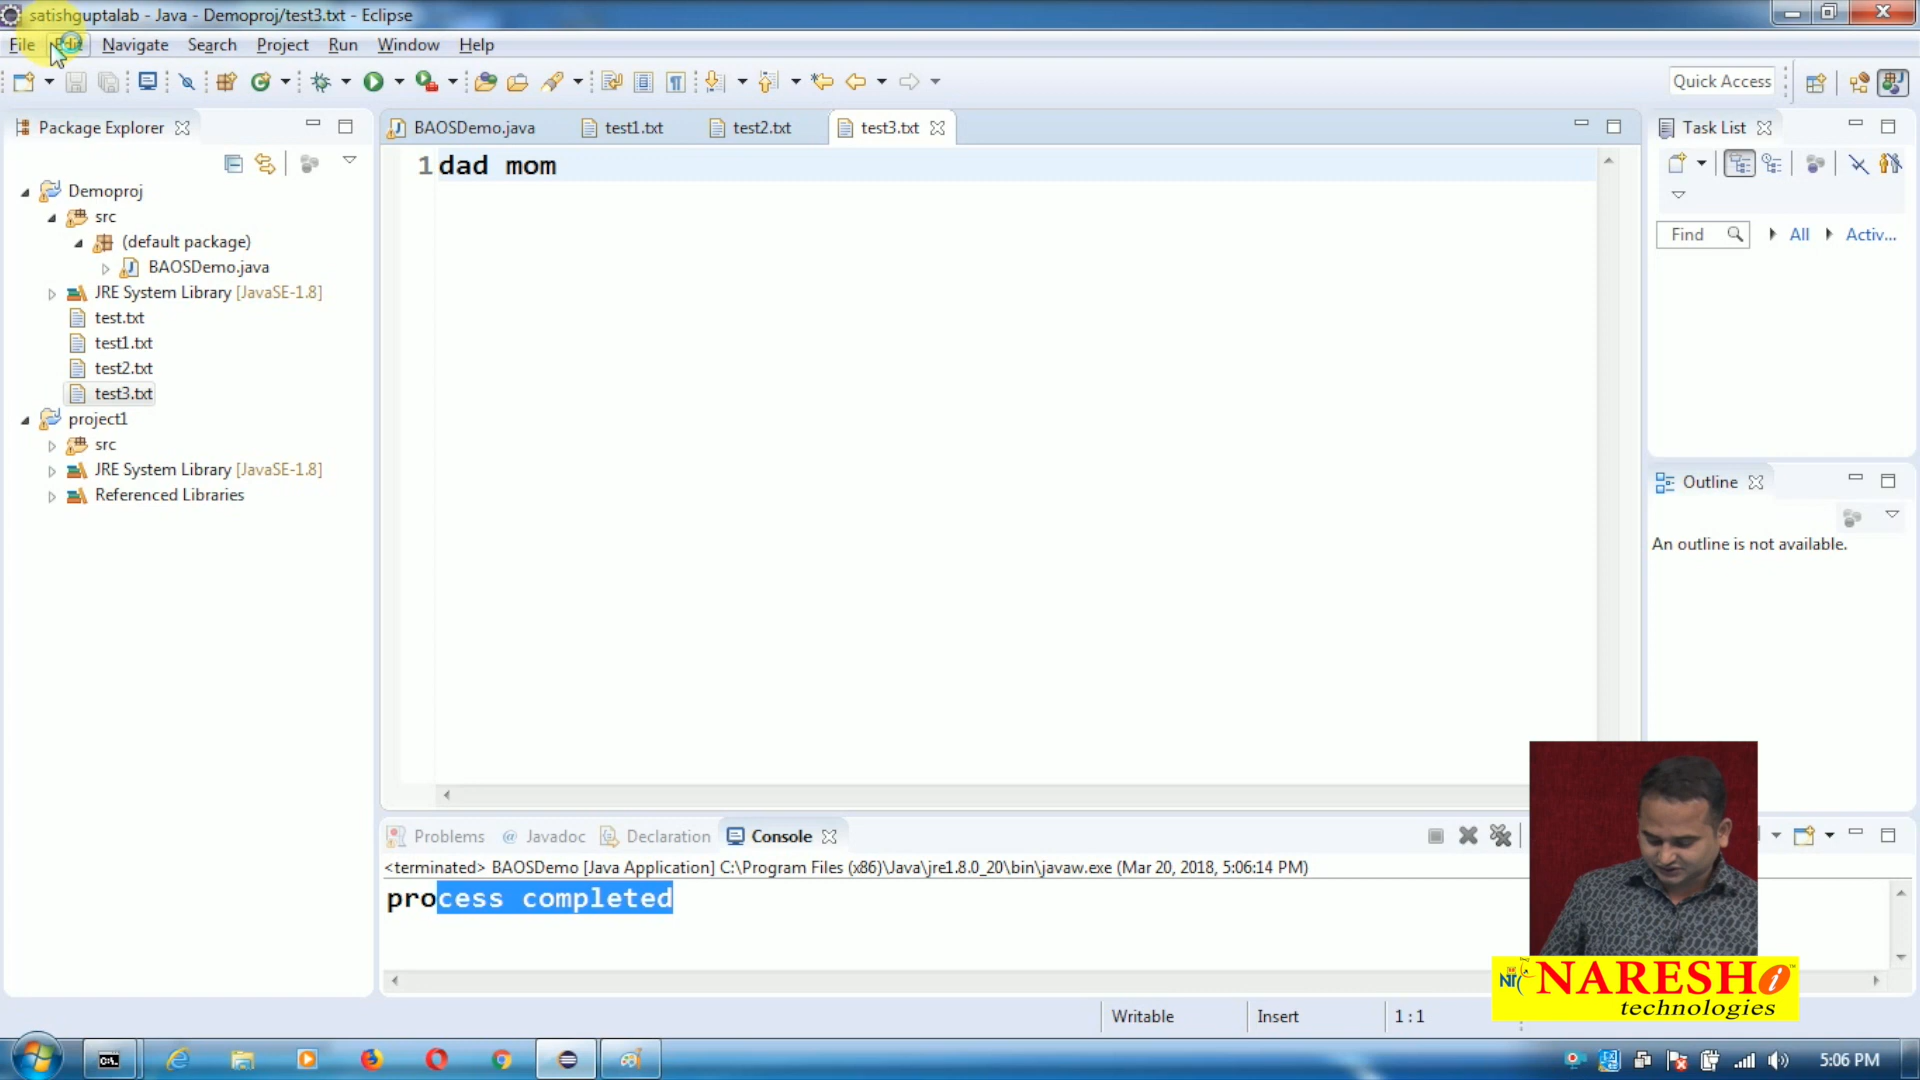 satishguptalab - Java - Demoproj/test3.txt - Eclipse
File Edit Navigate Search Project Run Window Help
Quick Access
Package Explorer
BAOSDemo.java test1.txt test2.txt test3.txt
Task List
1 dad mom
Demoproj
src
(default package)
BAOSDemo.java
JRE System Library [JavaSE-1.8]
test.txt
test1.txt
test2.txt
test3.txt
project1
src
JRE System Library [JavaSE-1.8]
Referenced Libraries
Find All Activ...
Outline
An outline is not available.
Problems @ Javadoc Declaration Console
<terminated> BAOSDemo [Java Application] C:\Program Files (x86)\Java\jre1.8.0_20\bin\javaw.exe (Mar 20, 2018, 5:06:14 PM)
process completed
NARESH i
technologies
Writable Insert 1 : 1
5:06 PM